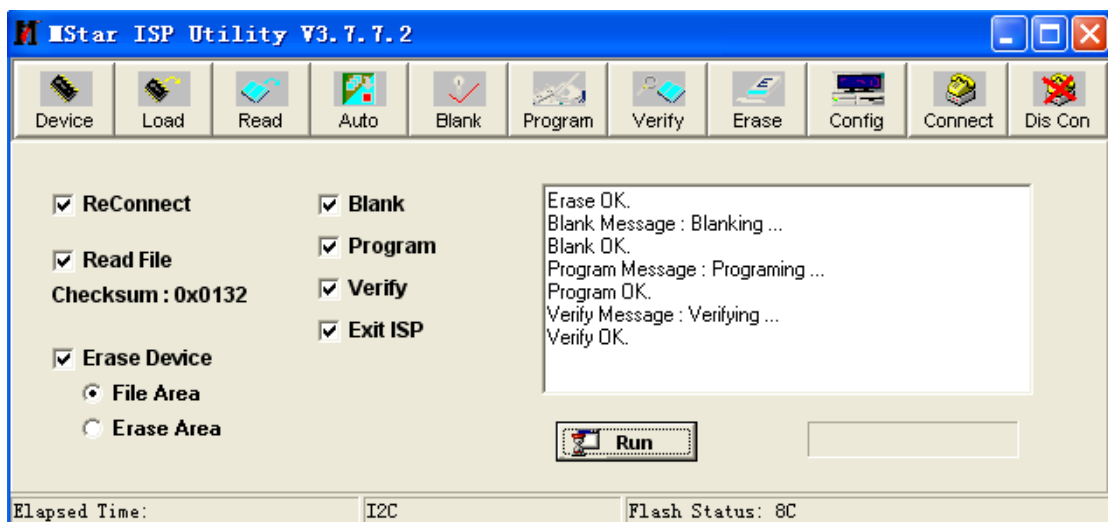 MStar ISP Utility V3.7.7.2
Device Load Read Auto Blank Program Verify Erase Config Connect Dis Con
ReConnect
Read File
Checksum : 0x0132
Erase Device
File Area
Erase Area
Blank
Program
Verify
Exit ISP
Erase OK.
Blank Message : Blanking ...
Blank OK.
Program Message : Programing ...
Program OK.
Verify Message : Verifying ...
Verify OK.
Run
Elapsed Time: I2C Flash Status: 8C